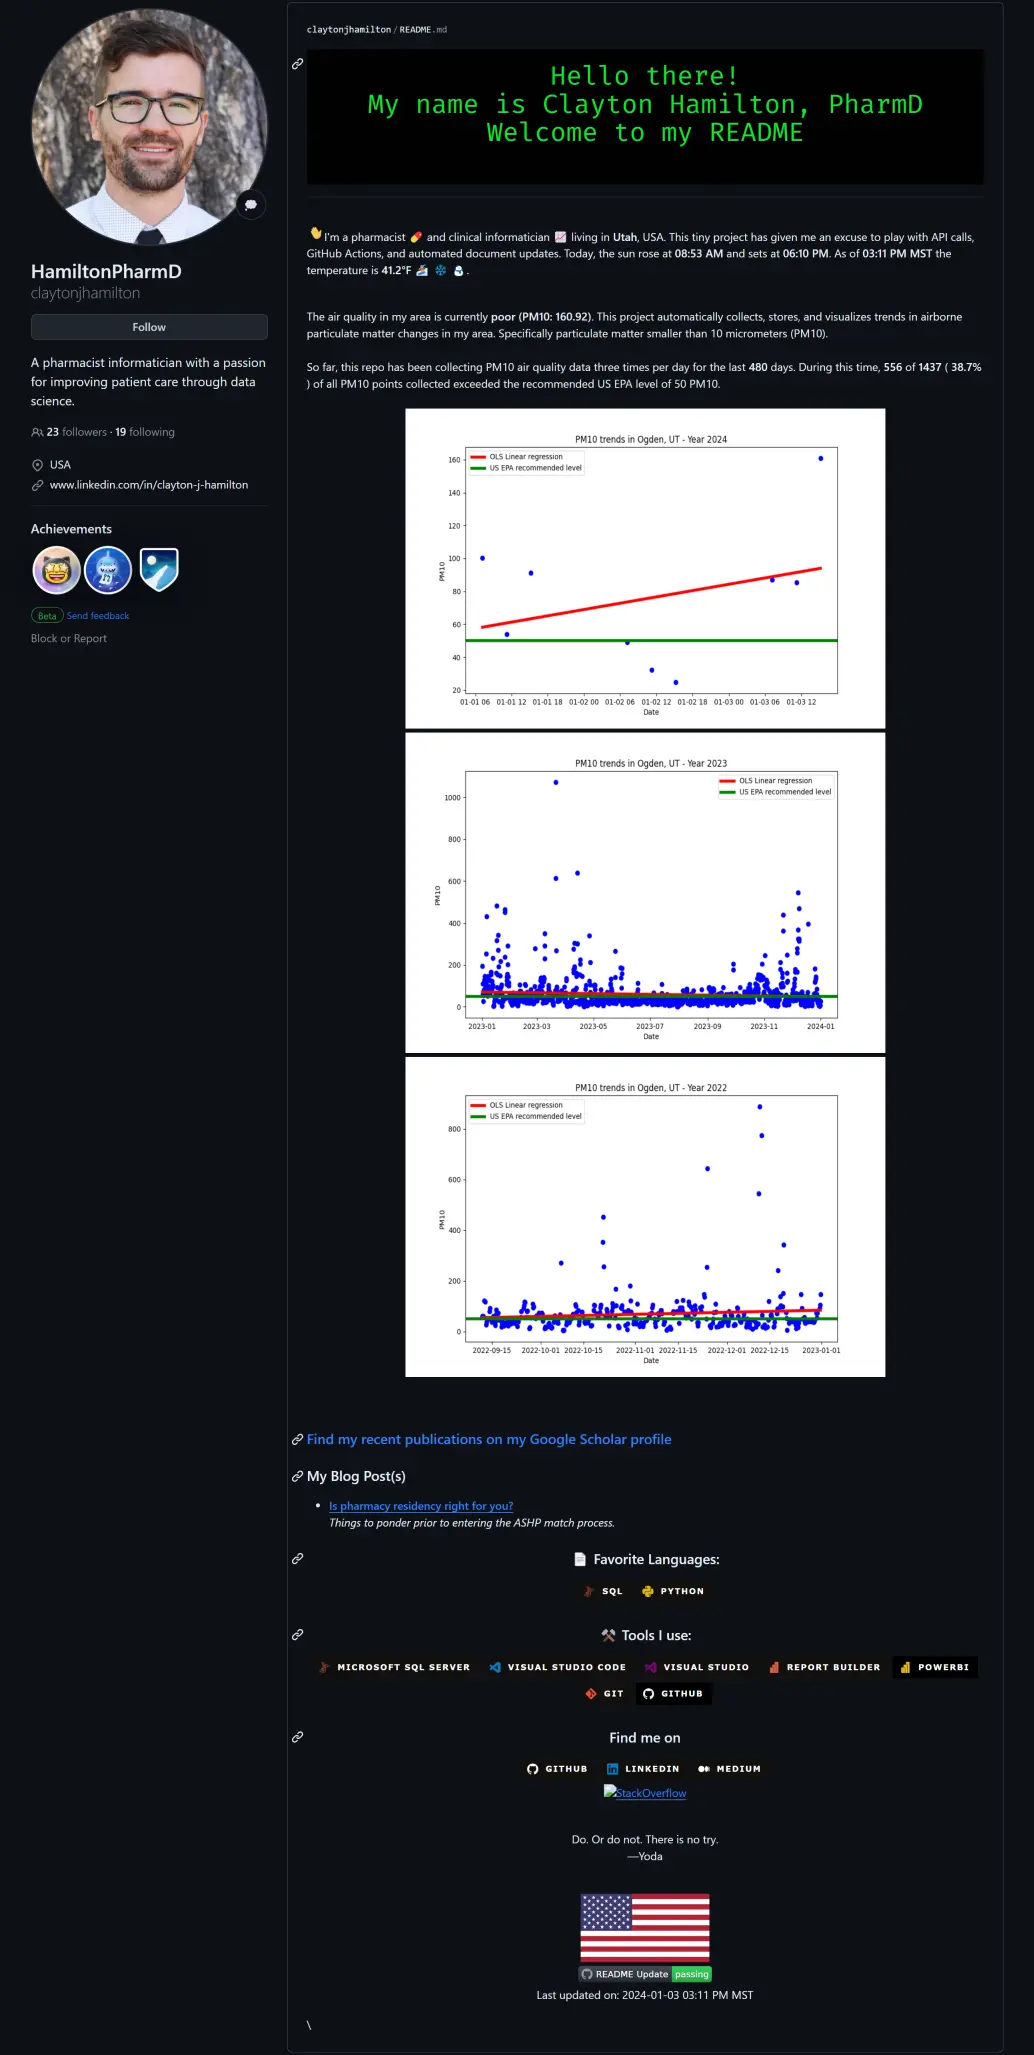 claytonjhamilton / README.md
Hello there!
My name is Clayton Hamilton, PharmD
Welcome to my README
HamiltonPharmD
claytonjhamilton
Follow
A pharmacist informatician with a passion
for improving patient care through data
science.
23 followers · 19 following
USA
www.linkedin.com/in/clayton-j-hamilton
Achievements
Beta Send feedback
Block or Report
👋I'm a pharmacist 💊 and clinical informatician 📈 living in Utah, USA. This tiny project has given me an excuse to play with API calls,
GitHub Actions, and automated document updates. Today, the sun rose at 08:53 AM and sets at 06:10 PM. As of 03:11 PM MST the
temperature is 41.2°F 🏂 ❄️ ⛄ .
The air quality in my area is currently poor (PM10: 160.92). This project automatically collects, stores, and visualizes trends in airborne
particulate matter changes in my area. Specifically particulate matter smaller than 10 micrometers (PM10).
So far, this repo has been collecting PM10 air quality data three times per day for the last 480 days. During this time, 556 of 1437 ( 38.7%
) of all PM10 points collected exceeded the recommended US EPA level of 50 PM10.
PM10 trends in Ogden, UT - Year 2024
OLS Linear regression
US EPA recommended level
160
140
120
100
80
60
40
20
PM10
01-01 06 01-01 12 01-01 18 01-02 00 01-02 06 01-02 12 01-02 18 01-03 00 01-03 06 01-03 12
Date
PM10 trends in Ogden, UT - Year 2023
OLS Linear regression
US EPA recommended level
1000
800
600
400
200
0
PM10
2023-01 2023-03 2023-05 2023-07 2023-09 2023-11 2024-01
Date
PM10 trends in Ogden, UT - Year 2022
OLS Linear regression
US EPA recommended level
800
600
400
200
0
PM10
2022-09-15 2022-10-01 2022-10-15 2022-11-01 2022-11-15 2022-12-01 2022-12-15 2023-01-01
Date
Find my recent publications on my Google Scholar profile
My Blog Post(s)
• Is pharmacy residency right for you?
Things to ponder prior to entering the ASHP match process.
📄 Favorite Languages:
SQL PYTHON
⚒️ Tools I use:
MICROSOFT SQL SERVER VISUAL STUDIO CODE VISUAL STUDIO REPORT BUILDER POWERBI
GIT GITHUB
Find me on
GITHUB LINKEDIN MEDIUM
StackOverflow
Do. Or do not. There is no try.
—Yoda
README Update passing
Last updated on: 2024-01-03 03:11 PM MST
\